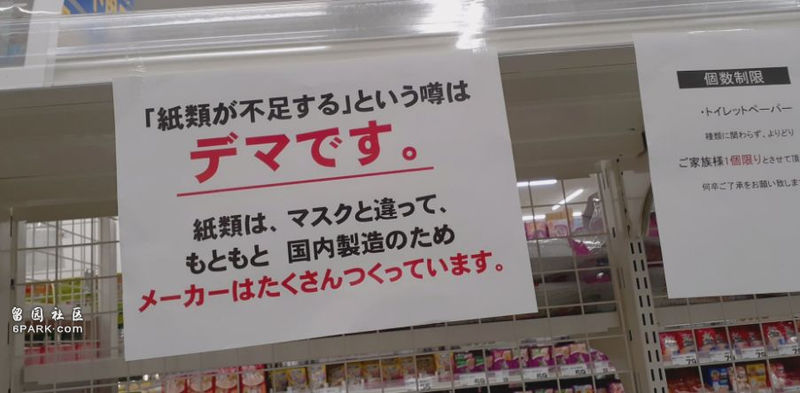 「紙類が不足する」という噂は
デマです。
紙類は、マスクと違って、
もともと 国内製造のため
メーカーはたくさんつくっています。
個数制限
・トイレットペーパー
種類に関わらず、よりどり
ご家族様1個限りとさせて頂
何卒ご了承をお願い致しま
留园社区
6PARK.com